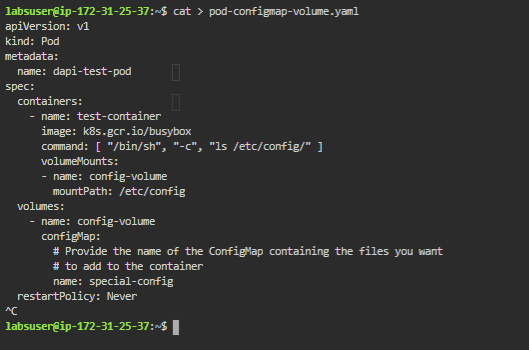 labsuser@ip-172-31-25-37:~$ cat > pod-configmap-volume.yaml
apiVersion: v1
kind: Pod
metadata:
  name: dapi-test-pod
spec:
  containers:
    - name: test-container
      image: k8s.gcr.io/busybox
      command: [ "/bin/sh", "-c", "ls /etc/config/" ]
      volumeMounts:
      - name: config-volume
        mountPath: /etc/config
  volumes:
    - name: config-volume
      configMap:
        # Provide the name of the ConfigMap containing the files you want
        # to add to the container
        name: special-config
  restartPolicy: Never
^C
labsuser@ip-172-31-25-37:~$